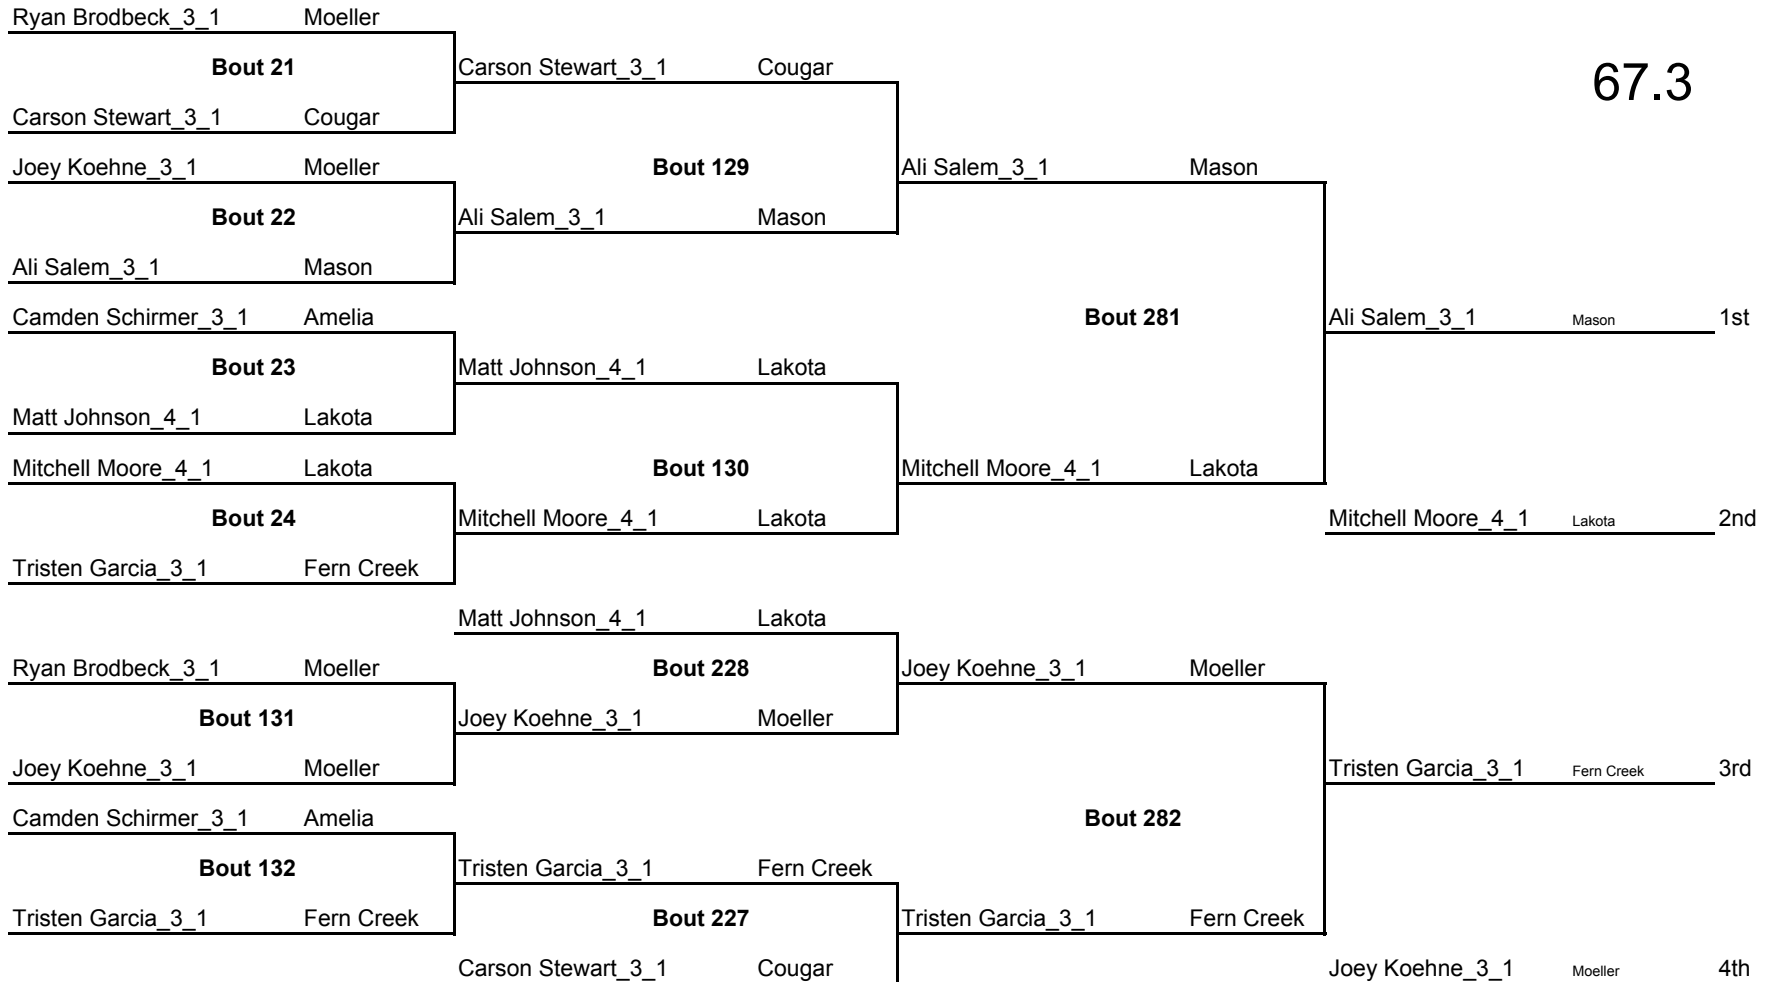 Ryan Brodbeck_3_1 Moeller
Bout 21 Carson Stewart_3_1 Cougar 67.3
Carson Stewart_3_1 Cougar
Joey Koehne_3_1 Moeller Bout 129 Ali Salem_3_1 Mason
Bout 22 Ali Salem_3_1 Mason
Ali Salem_3_1 Mason
Camden Schirmer_3_1 Amelia Bout 281 Ali Salem_3_1 Mason 1st
Bout 23 Matt Johnson_4_1 Lakota
Matt Johnson_4_1 Lakota
Mitchell Moore_4_1 Lakota Bout 130 Mitchell Moore_4_1 Lakota
Bout 24 Mitchell Moore_4_1 Lakota Mitchell Moore_4_1 Lakota 2nd
Tristen Garcia_3_1 Fern Creek
Matt Johnson_4_1 Lakota
Ryan Brodbeck_3_1 Moeller Bout 228 Joey Koehne_3_1 Moeller
Bout 131 Joey Koehne_3_1 Moeller
Joey Koehne_3_1 Moeller Tristen Garcia_3_1 Fern Creek 3rd
Camden Schirmer_3_1 Amelia Bout 282
Bout 132 Tristen Garcia_3_1 Fern Creek
Tristen Garcia_3_1 Fern Creek Bout 227 Tristen Garcia_3_1 Fern Creek
Carson Stewart_3_1 Cougar Joey Koehne_3_1 Moeller 4th